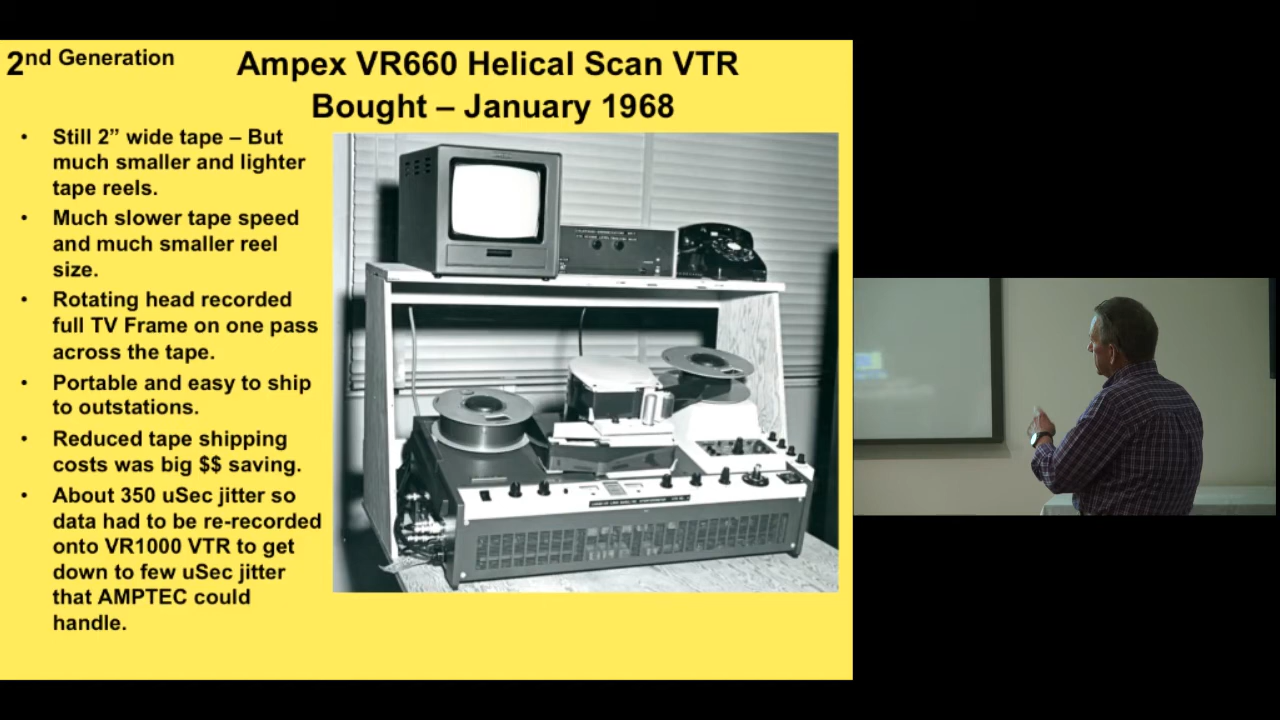 2nd Generation
Ampex VR660 Helical Scan VTR
Bought – January 1968
• Still 2” wide tape – But
much smaller and lighter
tape reels.
• Much slower tape speed
and much smaller reel
size.
• Rotating head recorded
full TV Frame on one pass
across the tape.
• Portable and easy to ship
to outstations.
• Reduced tape shipping
costs was big $$ saving.
• About 350 uSec jitter so
data had to be re-recorded
onto VR1000 VTR to get
down to few uSec jitter
that AMPTEC could
handle.